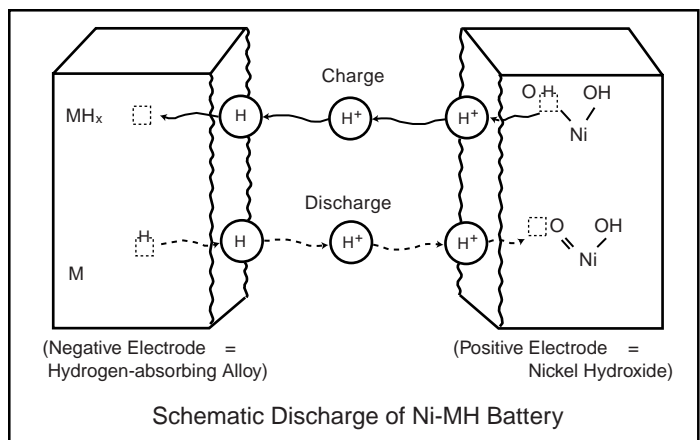 Charge
MHₓ
H
H⁺
H⁺
O H
OH
Ni
Discharge
H
H
H⁺
H⁺
O
OH
Ni
M
(Negative Electrode =
Hydrogen-absorbing Alloy)
(Positive Electrode =
Nickel Hydroxide)
Schematic Discharge of Ni-MH Battery